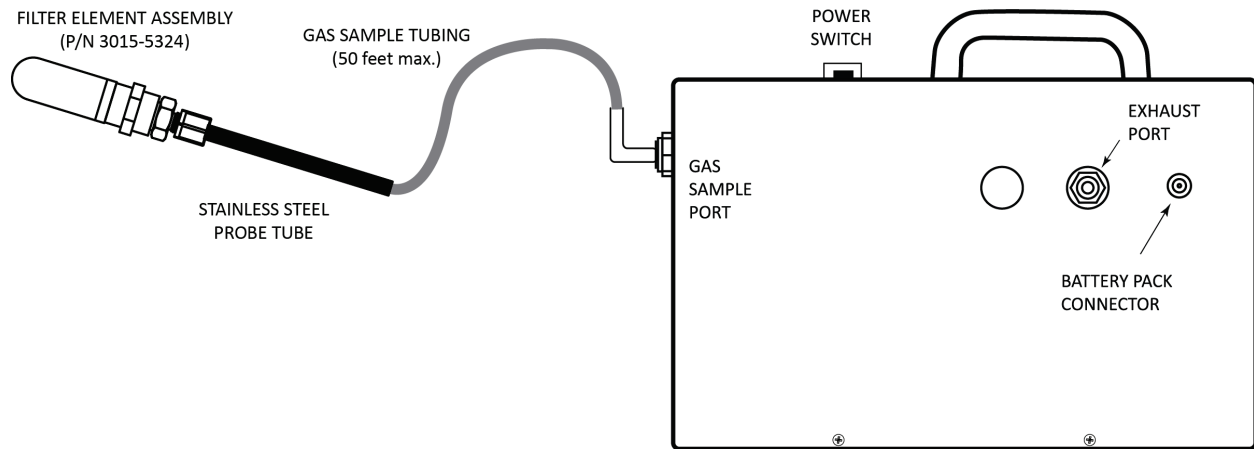 FILTER ELEMENT ASSEMBLY
(P/N 3015-5324)
GAS SAMPLE TUBING
(50 feet max.)
POWER
SWITCH
STAINLESS STEEL
PROBE TUBE
GAS
SAMPLE
PORT
EXHAUST
PORT
BATTERY PACK
CONNECTOR